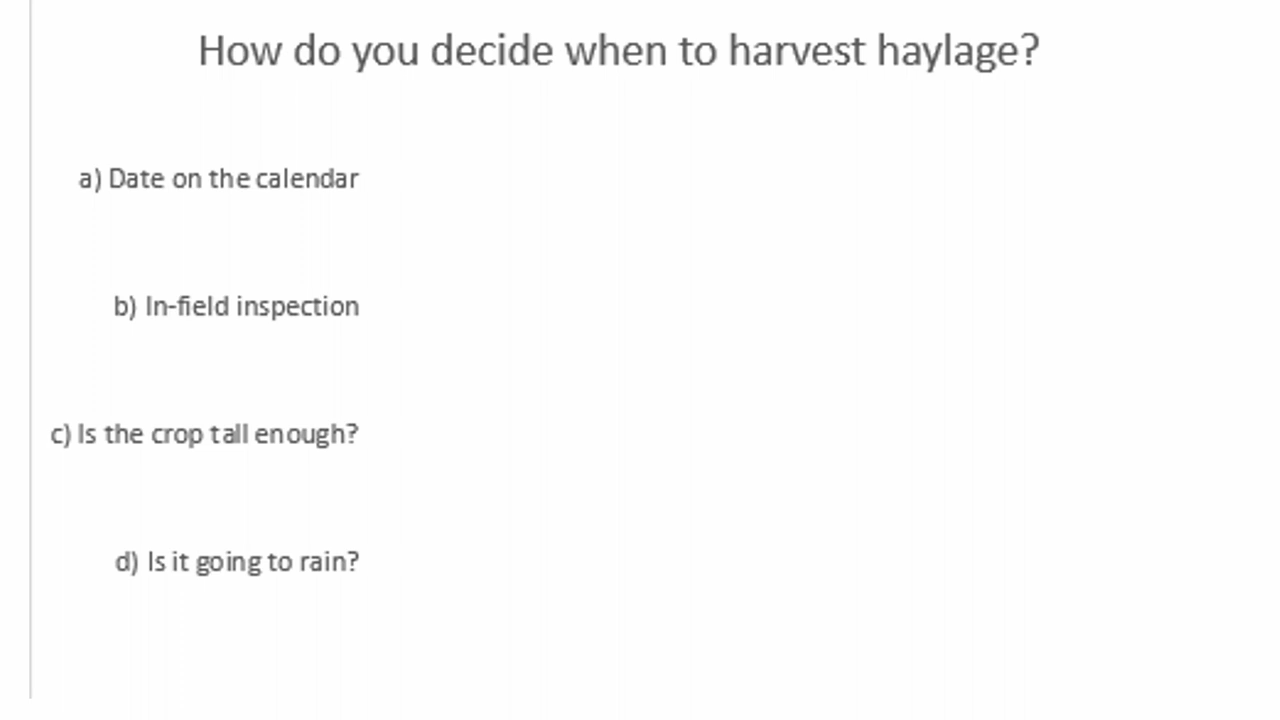 How do you decide when to harvest haylage?
a) Date on the calendar
b) In-field inspection
c) Is the crop tall enough?
d) Is it going to rain?